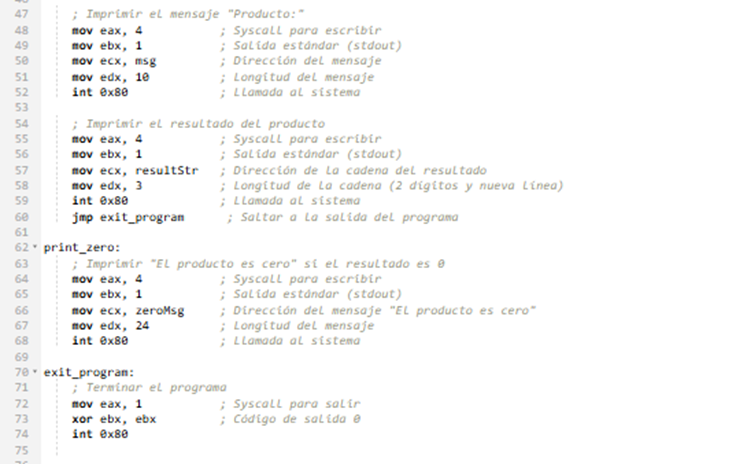 47 ; Imprimir el mensaje "Producto:"
48 mov eax, 4 ; Syscall para escribir
49 mov ebx, 1 ; Salida estándar (stdout)
50 mov ecx, msg ; Dirección del mensaje
51 mov edx, 10 ; Longitud del mensaje
52 int 0x80 ; Llamada al sistema
53
54 ; Imprimir el resultado del producto
55 mov eax, 4 ; Syscall para escribir
56 mov ebx, 1 ; Salida estándar (stdout)
57 mov ecx, resultStr ; Dirección de la cadena del resultado
58 mov edx, 3 ; Longitud de la cadena (2 dígitos y nueva línea)
59 int 0x80 ; Llamada al sistema
60 jmp exit_program ; Saltar a la salida del programa
61
62 print_zero:
63 ; Imprimir "El producto es cero" si el resultado es 0
64 mov eax, 4 ; Syscall para escribir
65 mov ebx, 1 ; Salida estándar (stdout)
66 mov ecx, zeroMsg ; Dirección del mensaje "El producto es cero"
67 mov edx, 24 ; Longitud del mensaje
68 int 0x80 ; Llamada al sistema
69
70 exit_program:
71 ; Terminar el programa
72 mov eax, 1 ; Syscall para salir
73 xor ebx, ebx ; Código de salida 0
74 int 0x80
75